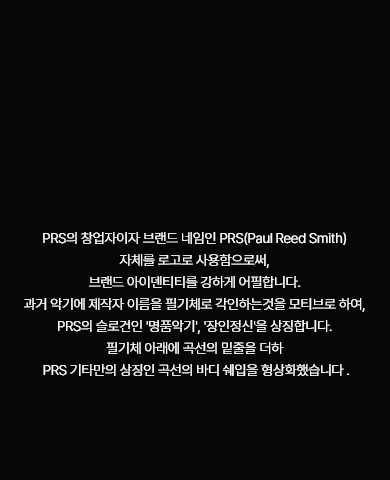 PRS의 창업자이자 브랜드 네임인 PRS(Paul Reed Smith)
자체를 로고로 사용함으로써,
브랜드 아이덴티티를 강하게 어필합니다.
과거 악기에 제작자 이름을 필기체로 각인하는것을 모티브로 하여,
PRS의 슬로건인 '명품악기', '장인정신'을 상징합니다.
필기체 아래에 곡선의 밑줄을 더하
PRS 기타만의 상징인 곡선의 바디 쉐입을 형상화했습니다 .